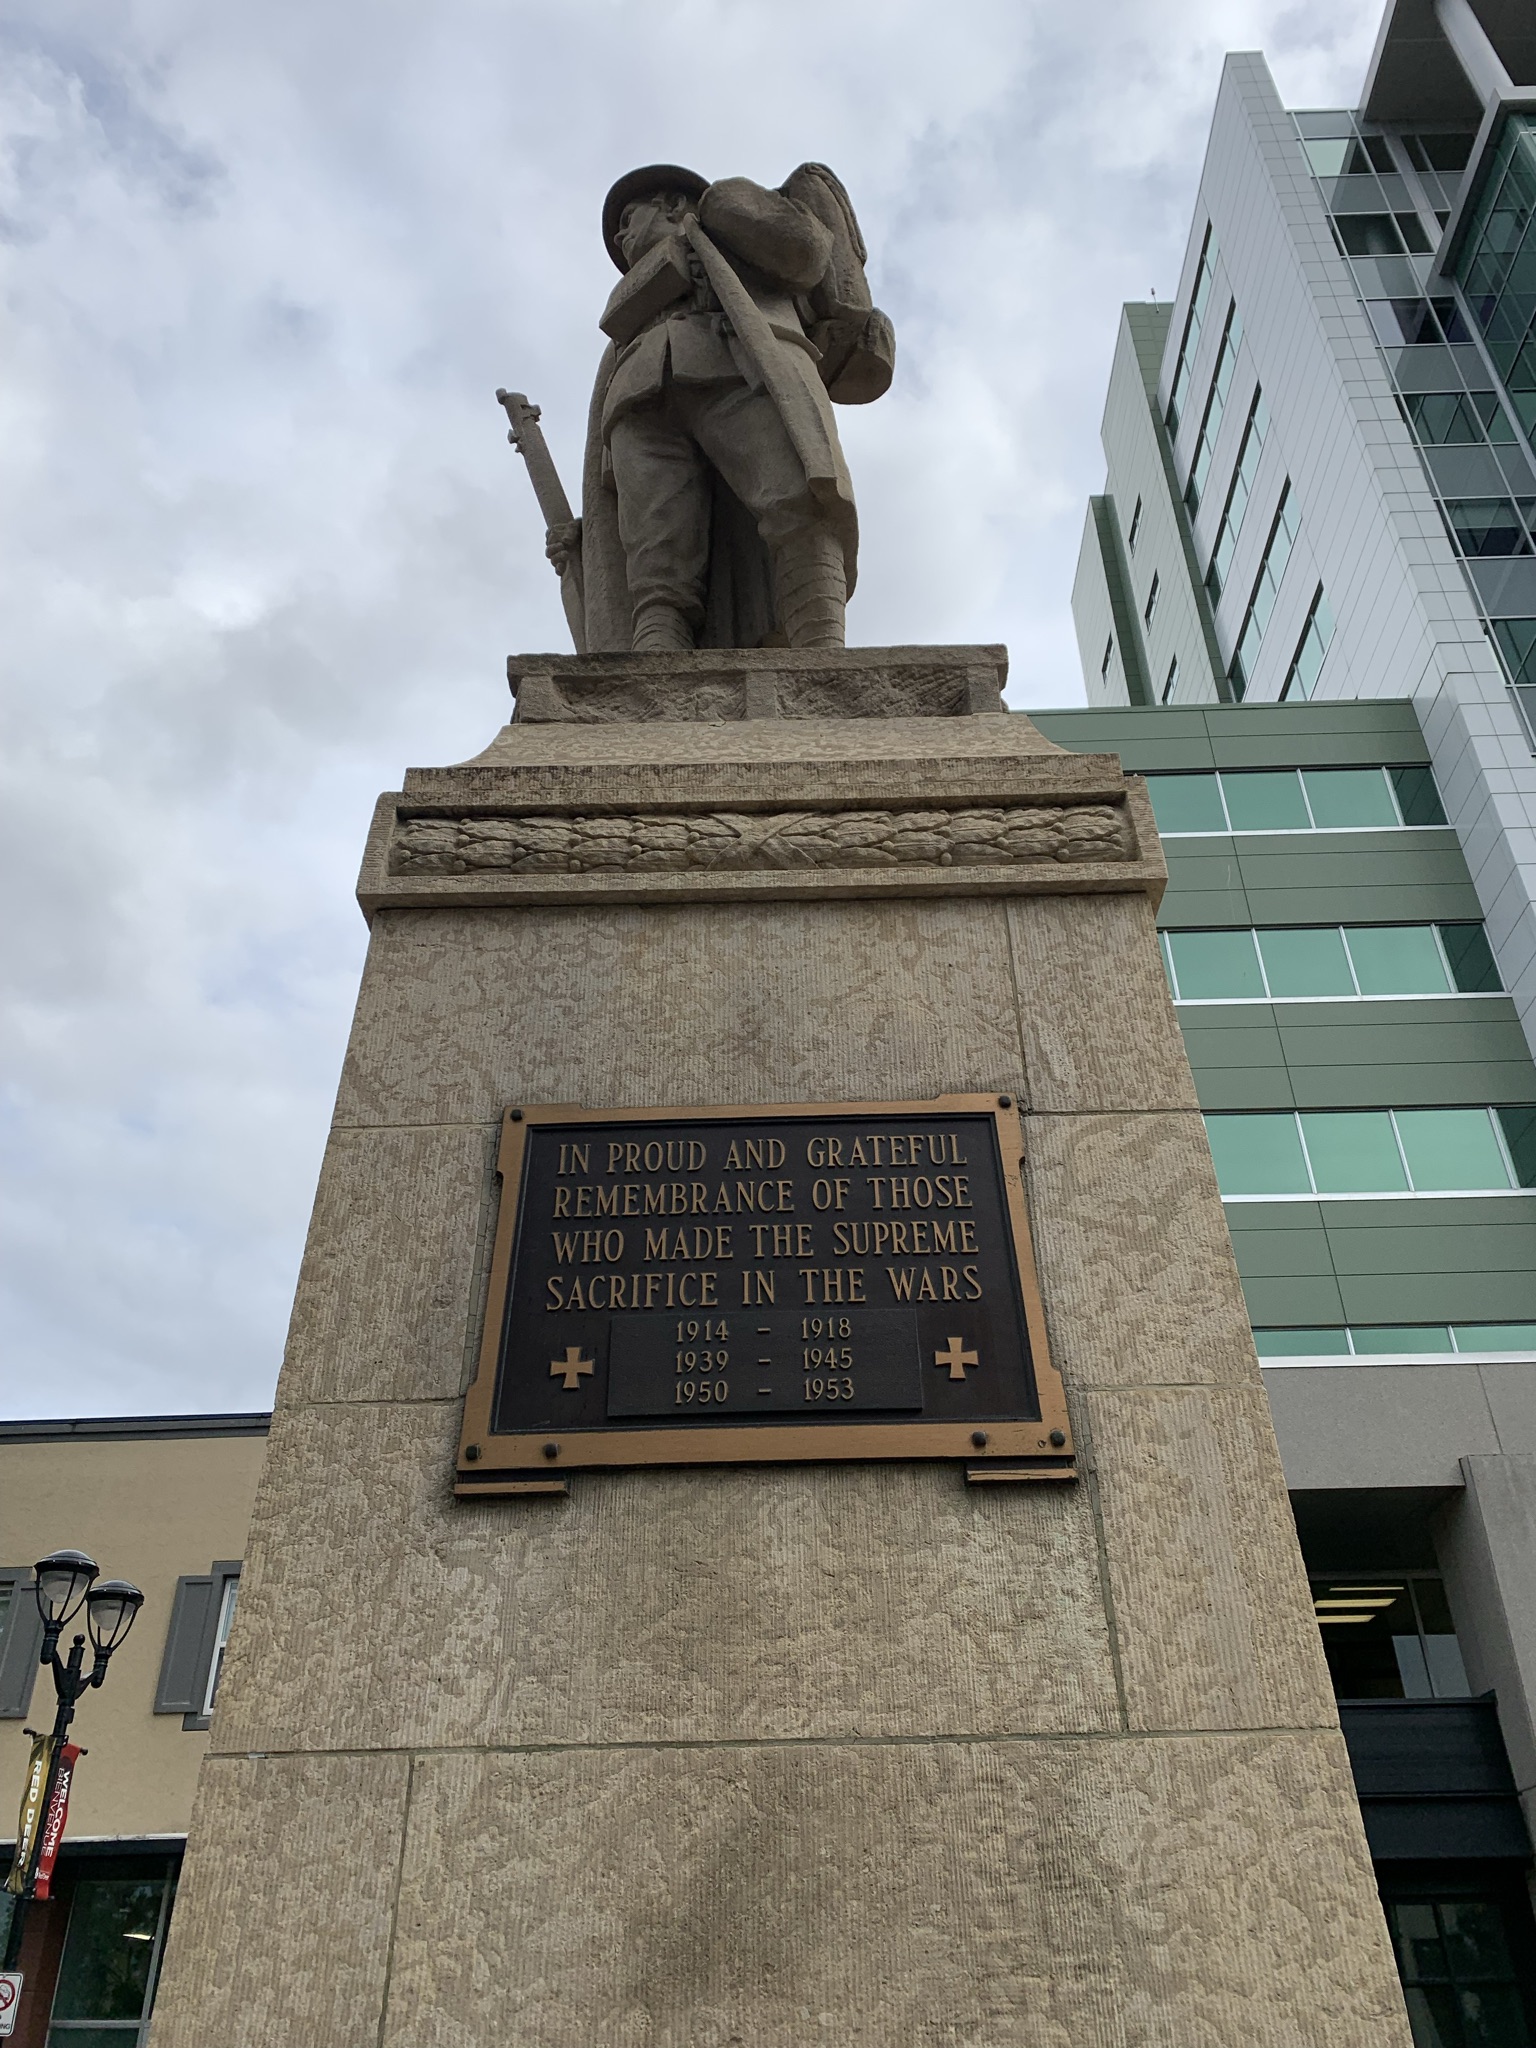 IN PROUD AND GRATEFUL
REMEMBRANCE OF THOSE
WHO MADE THE SUPREME
SACRIFICE IN THE WARS
1914 - 1918
1939 - 1945
1950 - 1953
RED DEER
WELCOME
BIENVENUE